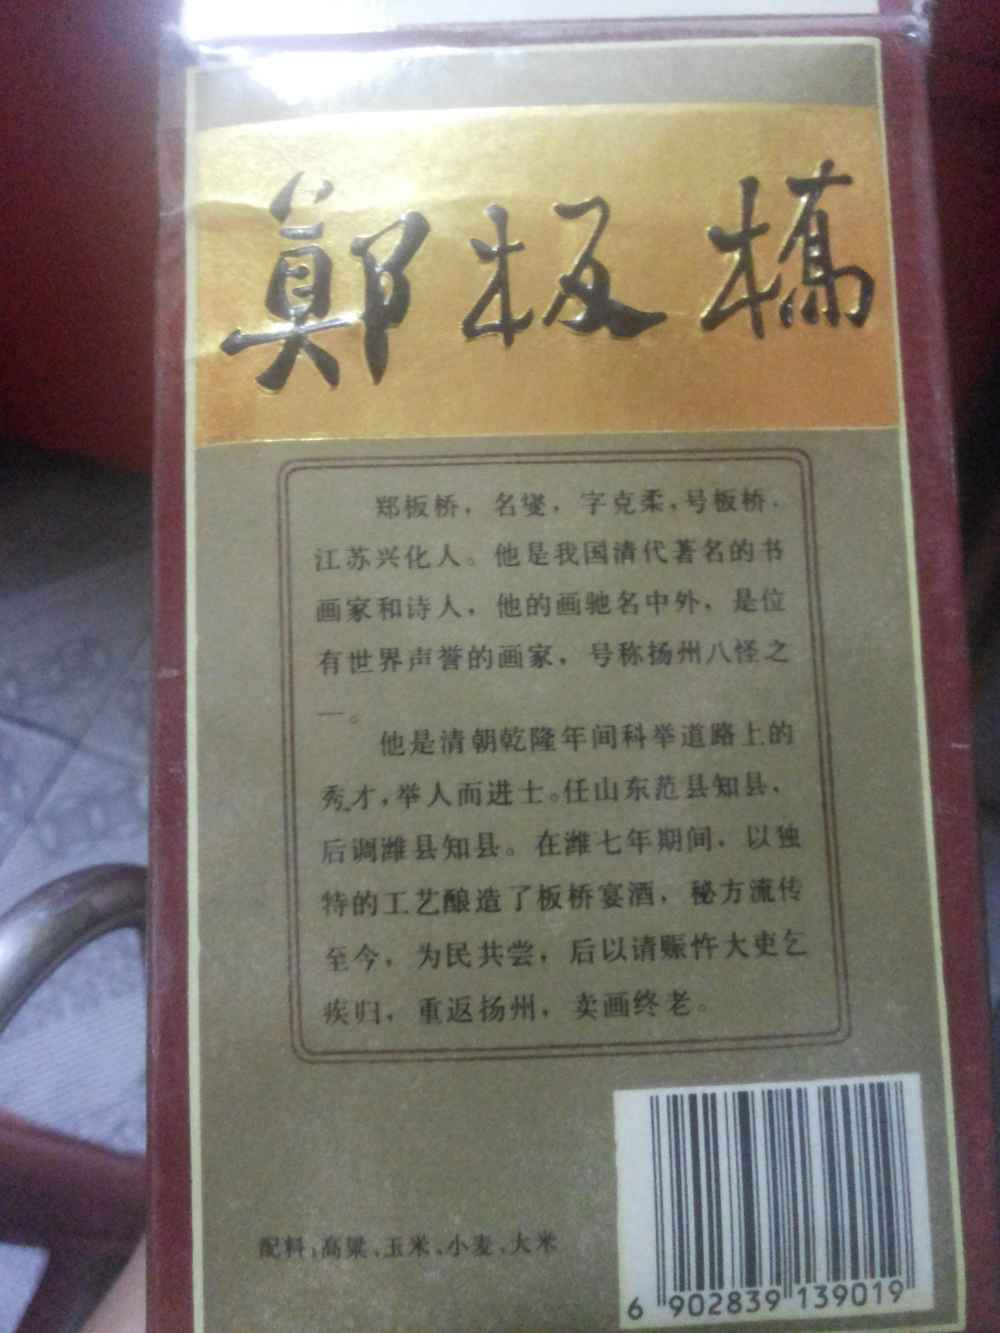 鄭板橋
郑板桥，名燮，字克柔，号板桥，
江苏兴化人。他是我国清代著名的书
画家和诗人，他的画驰名中外，是位
有世界声誉的画家，号称扬州八怪之
一。
他是清朝乾隆年间科举道路上的
秀才，举人而进士。任山东范县知县，
后调潍县知县。在潍七年期间，以独
特的工艺酿造了板桥宴酒，秘方流传
至今，为民共尝，后以请赈忤大吏乞
疾归，重返扬州，卖画终老。
配料：高粱、玉米、小麦、大米
6 902839 139019